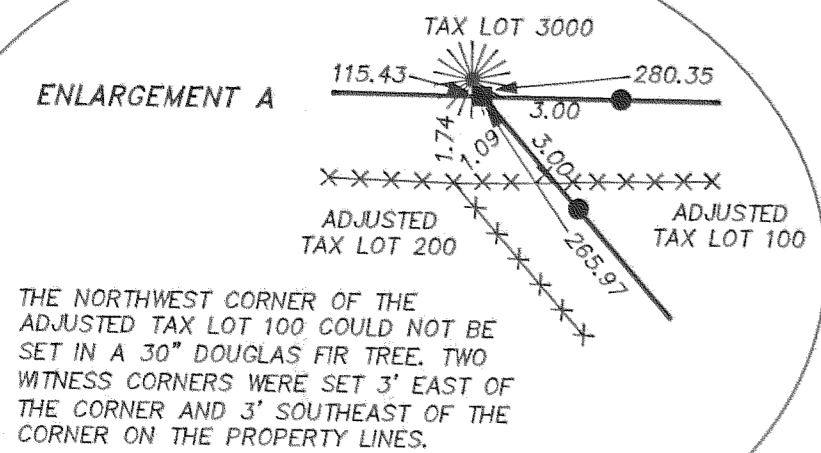 TAX LOT 3000
115.43
280.35
ENLARGEMENT A
3.00
1.74
1.09
3.00
ADJUSTED
TAX LOT 200
ADJUSTED
TAX LOT 100
265.97
THE NORTHWEST CORNER OF THE
ADJUSTED TAX LOT 100 COULD NOT BE
SET IN A 30" DOUGLAS FIR TREE. TWO
WITNESS CORNERS WERE SET 3' EAST OF
THE CORNER AND 3' SOUTHEAST OF THE
CORNER ON THE PROPERTY LINES.